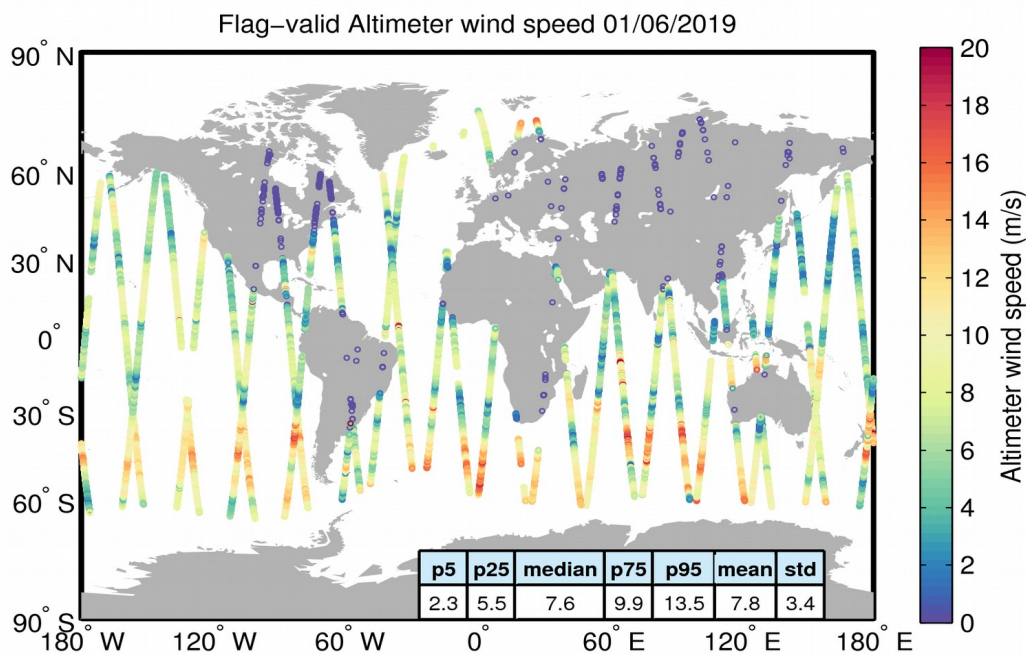 Flag−valid Altimeter wind speed 01/06/2019
90° N
60° N
30° N
0°
30° S
60° S
90° S
180° W
120° W
60° W
0°
60° E
120° E
180° E
p5 p25 median p75 p95 mean std
2.3 5.5 7.6 9.9 13.5 7.8 3.4
20
18
16
14
12
10
8
6
4
2
0
Altimeter wind speed (m/s)